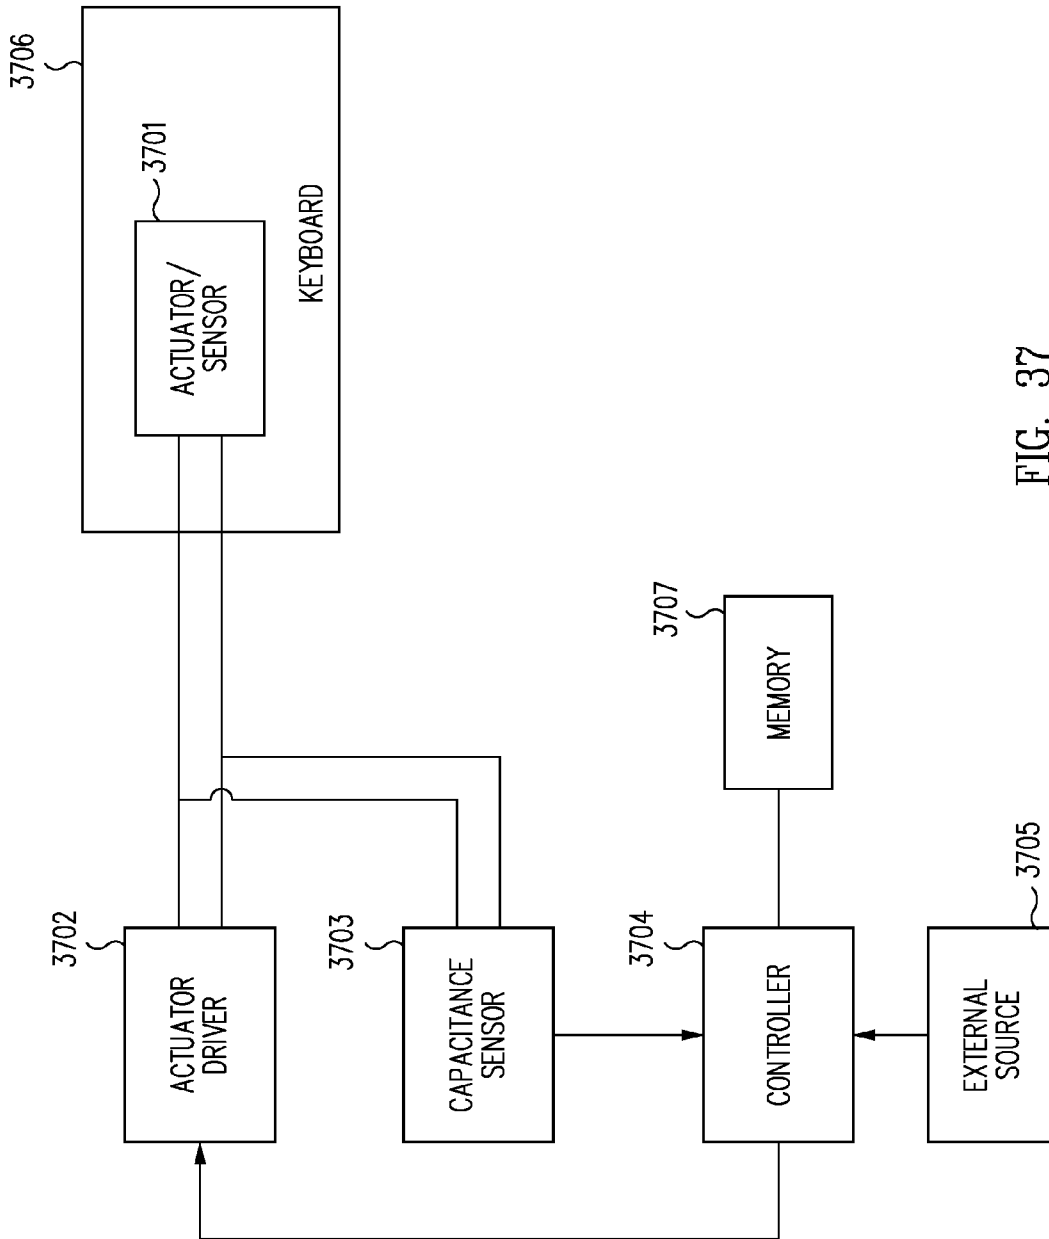 3706
3701
ACTUATOR/
SENSOR
KEYBOARD
3702
ACTUATOR
DRIVER
3703
CAPACITANCE
SENSOR
3704
CONTROLLER
3707
MEMORY
3705
EXTERNAL
SOURCE
FIG. 37